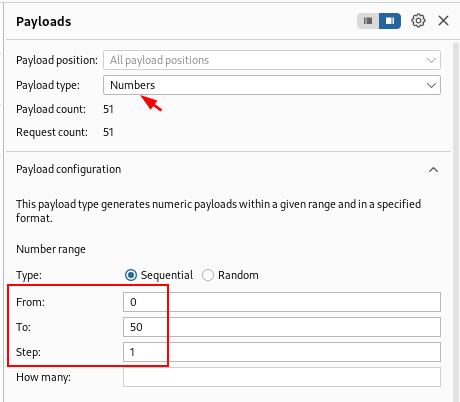 Payloads
Payload position: All payload positions
Payload type: Numbers
Payload count: 51
Request count: 51
Payload configuration
This payload type generates numeric payloads within a given range and in a specified
format.
Number range
Type: Sequential Random
From: 0
To: 50
Step: 1
How many: